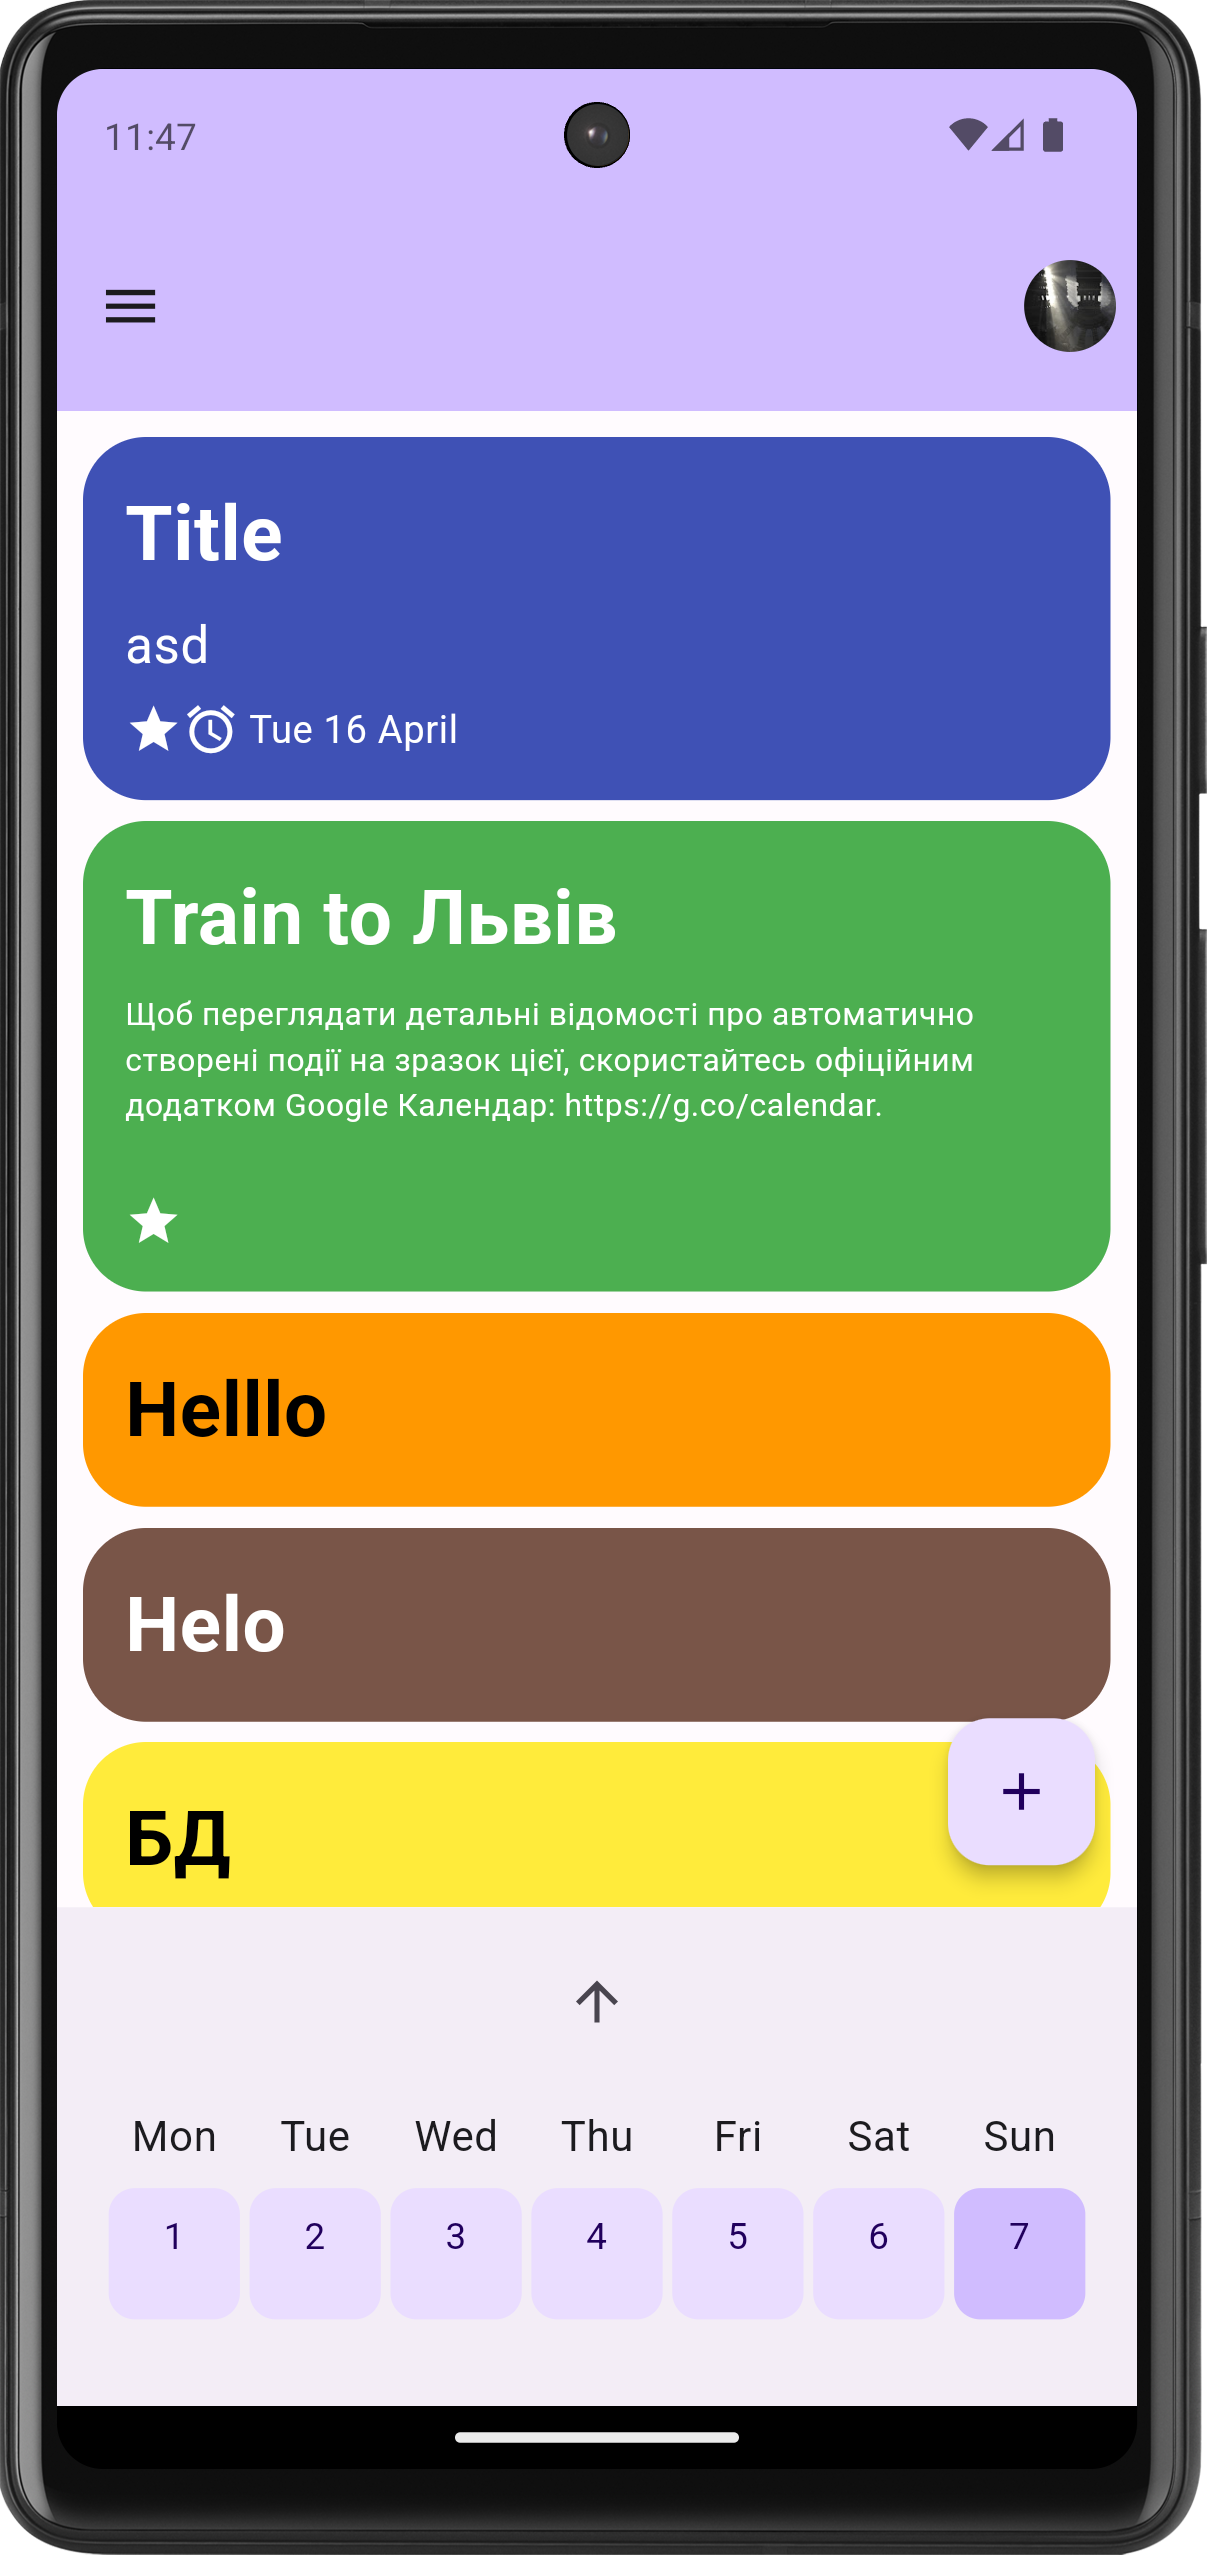 11:47
Title
asd
Tue 16 April
Train to Львів
Щоб переглядати детальні відомості про автоматично
створені події на зразок цієї, скористайтесь офіційним
додатком Google Календар: https://g.co/calendar.
Helllo
Helo
БД
Mon Tue Wed Thu Fri Sat Sun
1 2 3 4 5 6 7